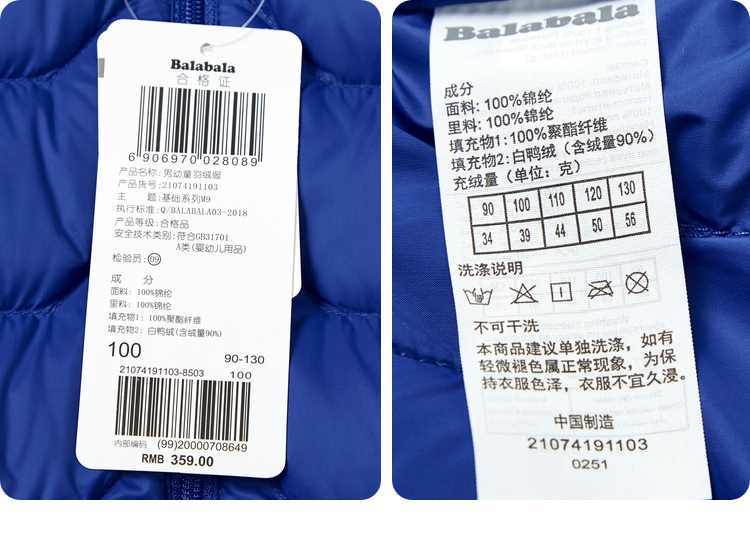 Balabala
合格证
6 906970 028089
产品名称:男幼童羽绒服
产品货号:21074191103
主 题:基础系列M9
执行标准:Q/BALABALA03-2018
产品等级:合格品
安全技术类别:符合GB31701
A类(婴幼儿用品)
检验员:09
成 分
面料: 100%锦纶
里料: 100%锦纶
填充物1: 100%聚酯纤维
填充物2: 白鸭绒(含绒量90%)
100 90-130
21074191103-8503 100
内部编码 (99)20000708649
RMB 359.00
Balabala
成分
面料: 100%锦纶
里料: 100%锦纶
填充物1: 100%聚酯纤维
填充物2: 白鸭绒 (含绒量90%)
充绒量 (单位: 克)
90 100 110 120 130
34 39 44 50 56
洗涤说明
不可干洗
本商品建议单独洗涤, 如有
轻微褪色属正常现象, 为保
持衣服色泽, 衣服不宜久浸。
中国制造
21074191103
0251